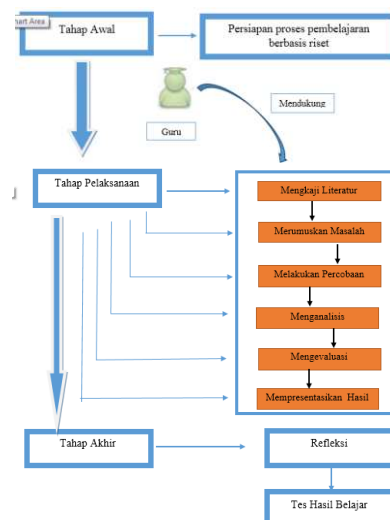 Tahap Awal
Persiapan proses pembelajaran
berbasis riset
Mendukung
Guru
Tahap Pelaksanaan
Mengkaji Literatur
Merumuskan Masalah
Melakukan Percobaan
Menganalisis
Mengevaluasi
Mempresentasikan Hasil
Tahap Akhir
Refleksi
Tes Hasil Belajar